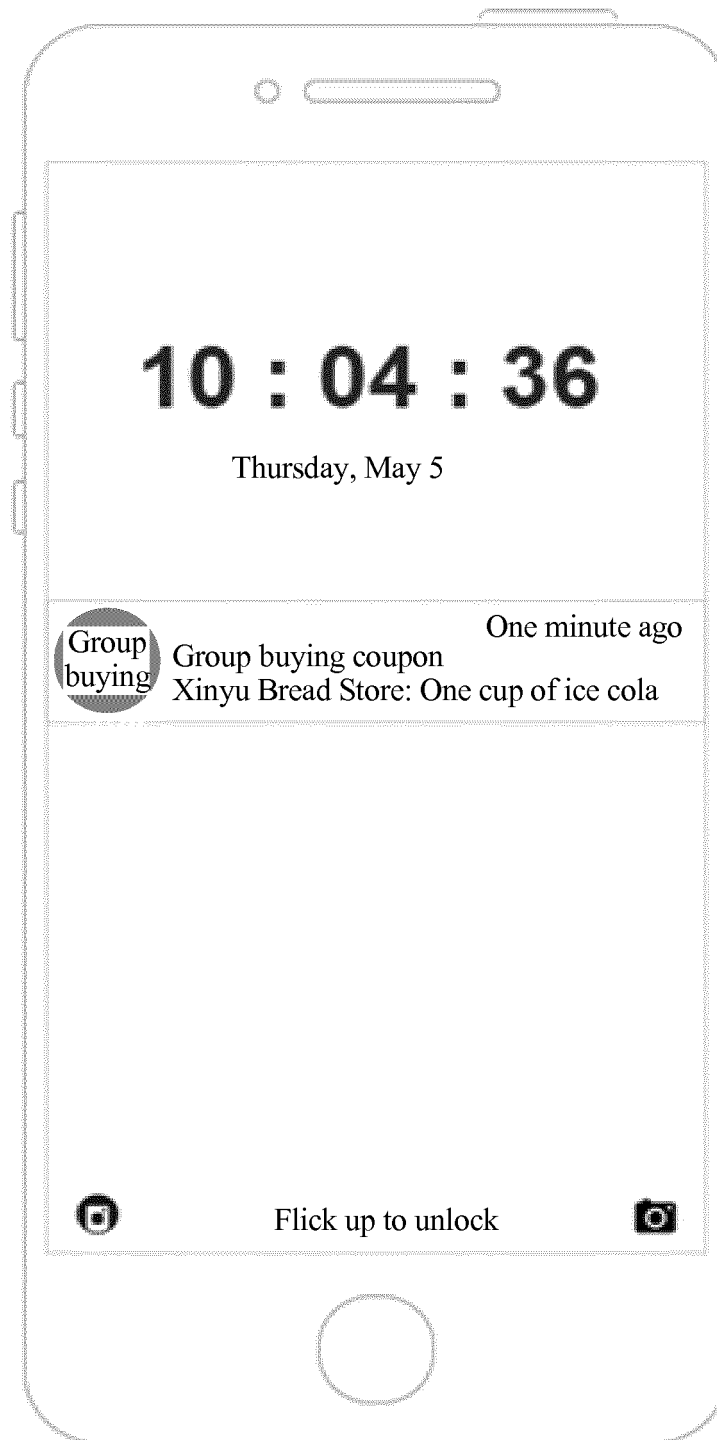 10 : 04 : 36
Thursday, May 5
One minute ago
Group
buying
Group buying coupon
Xinyu Bread Store: One cup of ice cola
Flick up to unlock